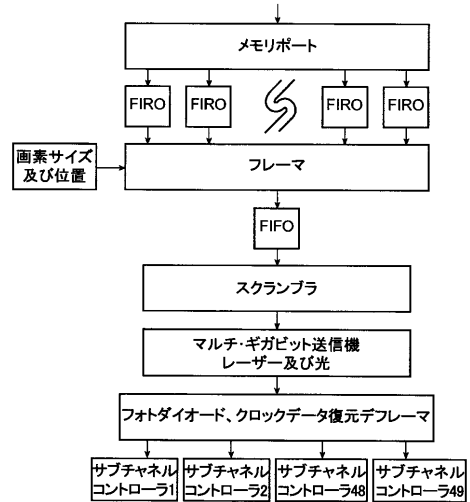 メモリポート
FIRO
FIRO
FIRO
FIRO
画素サイズ
及び位置
フレーマ
FIFO
スクランブラ
マルチ・ギガビット送信機
レーザー及び光
フォトダイオード、クロックデータ復元デフレーマ
サブチャネル
コントローラ1
サブチャネル
コントローラ2
サブチャネル
コントローラ48
サブチャネル
コントローラ49